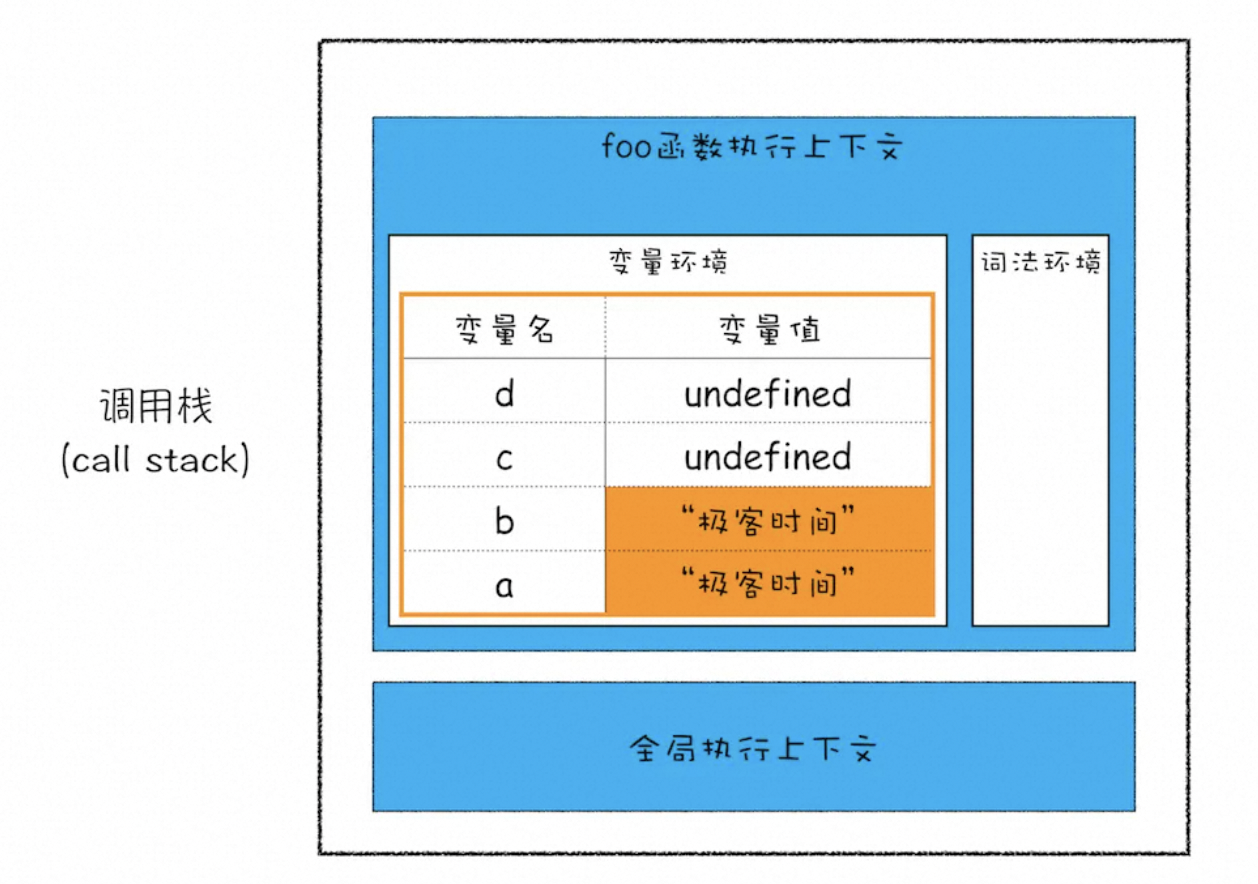 foo函数执行上下文
变量环境
词法环境
变量名 变量值
d undefined
c undefined
b “极客时间”
a “极客时间”
调用栈
(call stack)
全局执行上下文